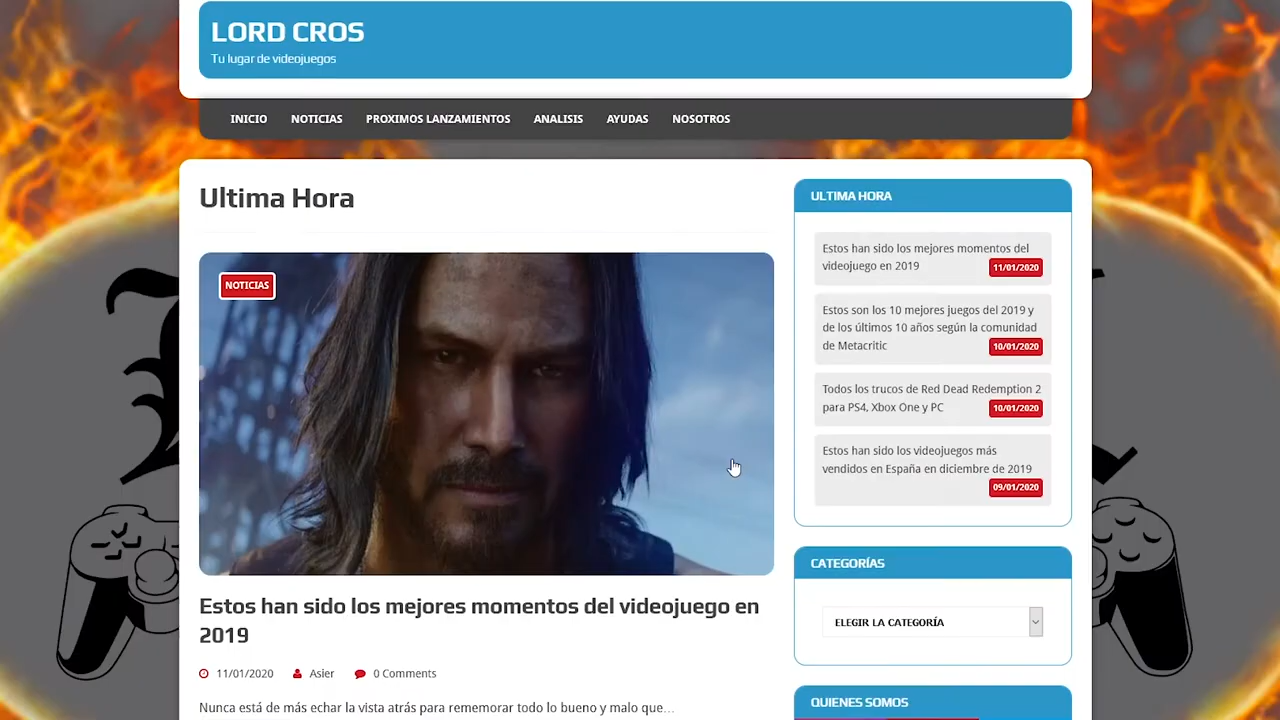 LORD CROS
Tu lugar de videojuegos
INICIO NOTICIAS PROXIMOS LANZAMIENTOS ANALISIS AYUDAS NOSOTROS
Ultima Hora
NOTICIAS
Estos han sido los mejores momentos del videojuego en
2019
11/01/2020 Asier 0 Comments
Nunca está de más echar la vista atrás para rememorar todo lo bueno y malo que...
ULTIMA HORA
Estos han sido los mejores momentos del
videojuego en 2019 11/01/2020
Estos son los 10 mejores juegos del 2019 y
de los últimos 10 años según la comunidad
de Metacritic 10/01/2020
Todos los trucos de Red Dead Redemption 2
para PS4, Xbox One y PC 10/01/2020
Estos han sido los videojuegos más
vendidos en España en diciembre de 2019
09/01/2020
CATEGORÍAS
ELEGIR LA CATEGORÍA
QUIENES SOMOS